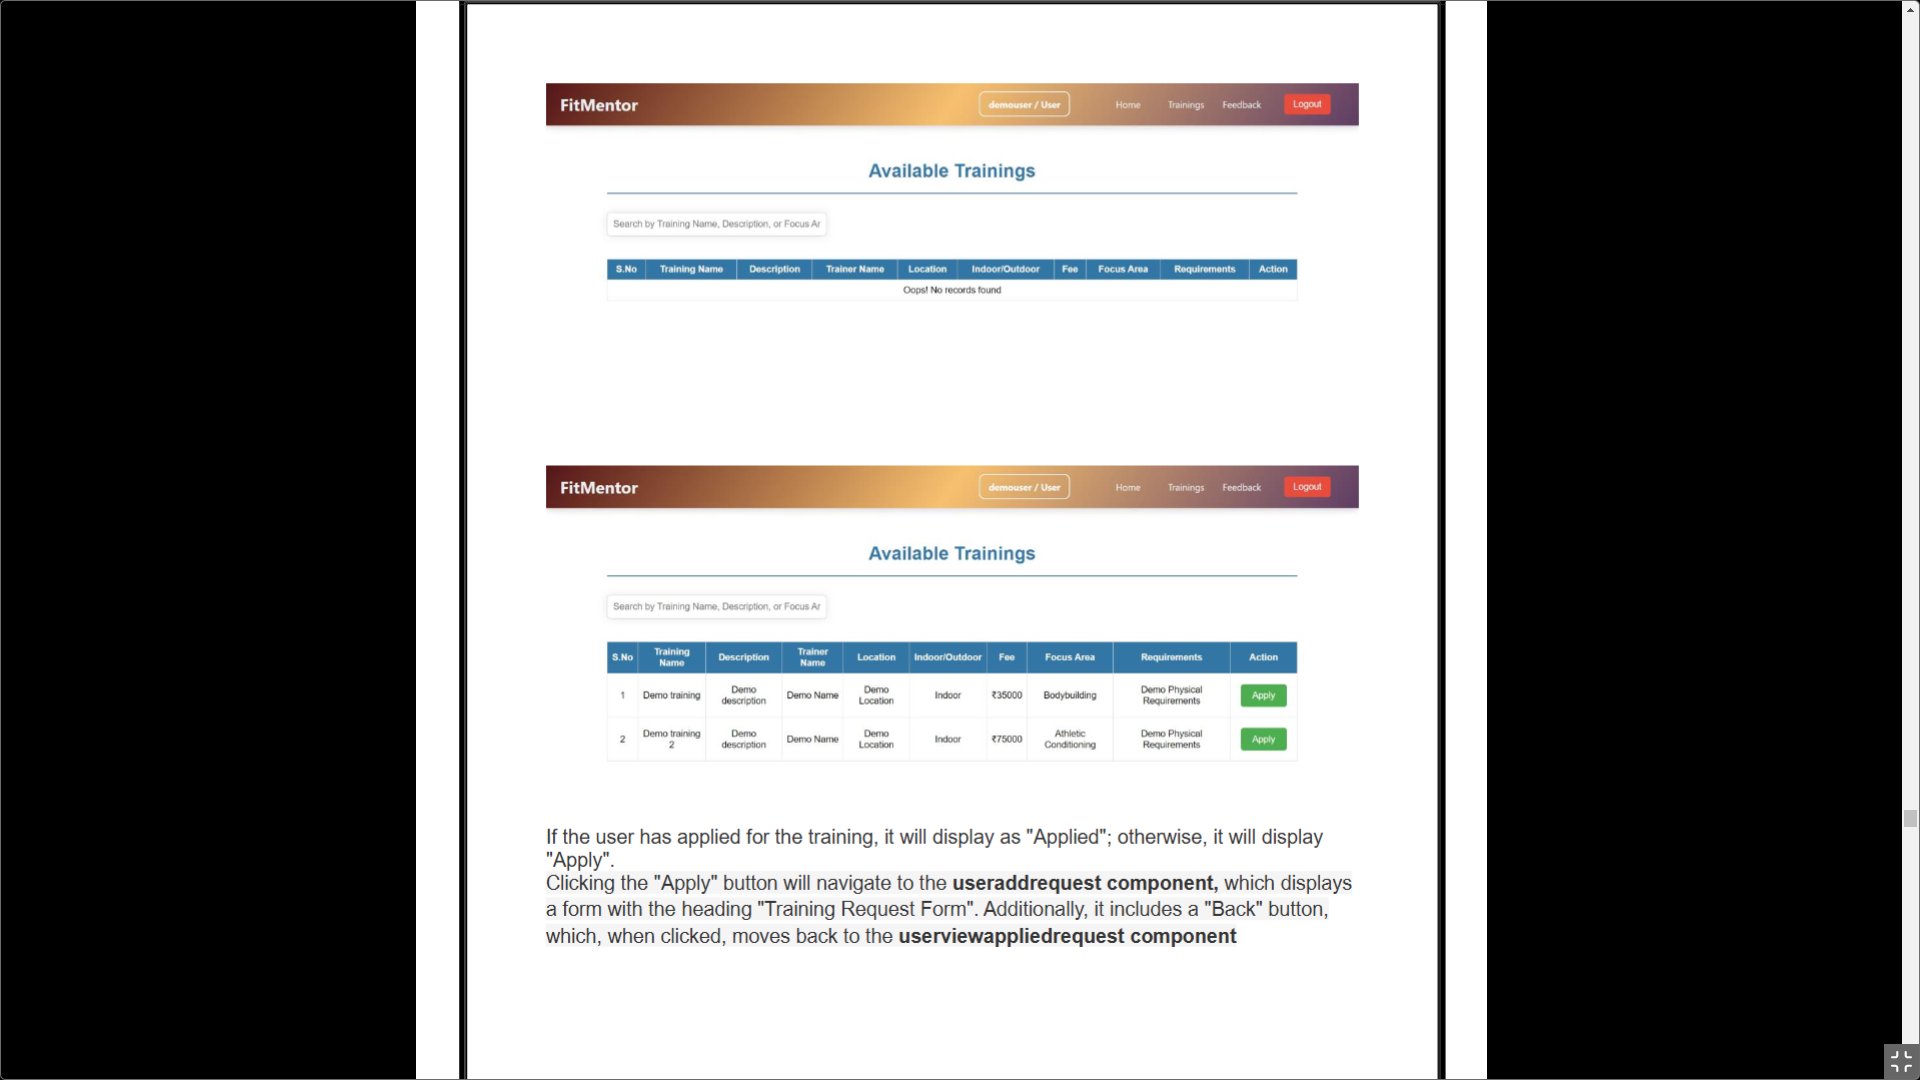 FitMentor demouser / User Home Trainings Feedback Logout
Available Trainings
Search by Training Name, Description, or Focus Ar
S.No Training Name Description Trainer Name Location Indoor/Outdoor Fee Focus Area Requirements Action
Oops! No records found
FitMentor demouser / User Home Trainings Feedback Logout
Available Trainings
Search by Training Name, Description, or Focus Ar
S.No Training Name Description Trainer Name Location Indoor/Outdoor Fee Focus Area Requirements Action
1 Demo training Demo description Demo Name Demo Location Indoor ₹35000 Bodybuilding Demo Physical Requirements Apply
2 Demo training 2 Demo description Demo Name Demo Location Indoor ₹75000 Athletic Conditioning Demo Physical Requirements Apply
If the user has applied for the training, it will display as "Applied"; otherwise, it will display
"Apply".
Clicking the "Apply" button will navigate to the useraddrequest component, which displays
a form with the heading "Training Request Form". Additionally, it includes a "Back" button,
which, when clicked, moves back to the userviewappliedrequest component